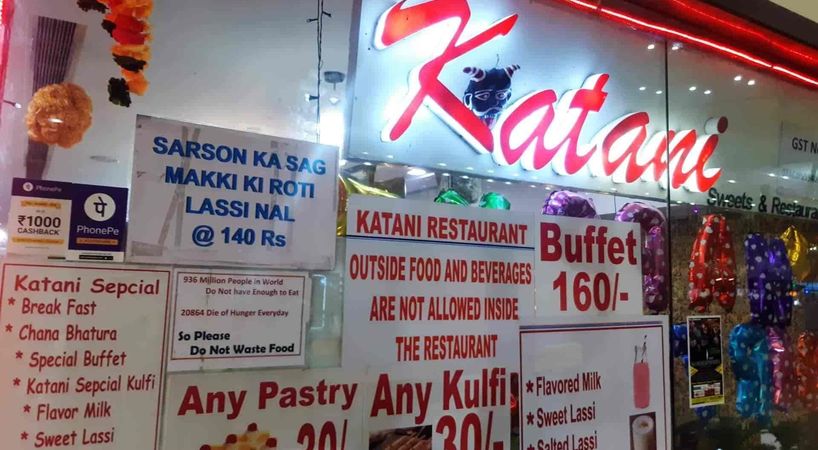 Katani
Sweets & Restaura
GST N
SARSON KA SAG
MAKKI KI ROTI
LASSI NAL
@ 140 Rs
PhonePe
₹1000
CASHBACK
पे
PhonePe
KATANI RESTAURANT
OUTSIDE FOOD AND BEVERAGES
ARE NOT ALLOWED INSIDE
THE RESTAURANT
Buffet
160/-
Katani Sepcial
* Break Fast
* Chana Bhatura
* Special Buffet
* Katani Sepcial Kulfi
* Flavor Milk
* Sweet Lassi
936 Million People in World
Do Not have Enough to Eat
20864 Die of Hunger Everyday
So Please
Do Not Waste Food
Any Pastry
20/
Any Kulfi
30/-
* Flavored Milk
* Sweet Lassi
* Salted Lassi